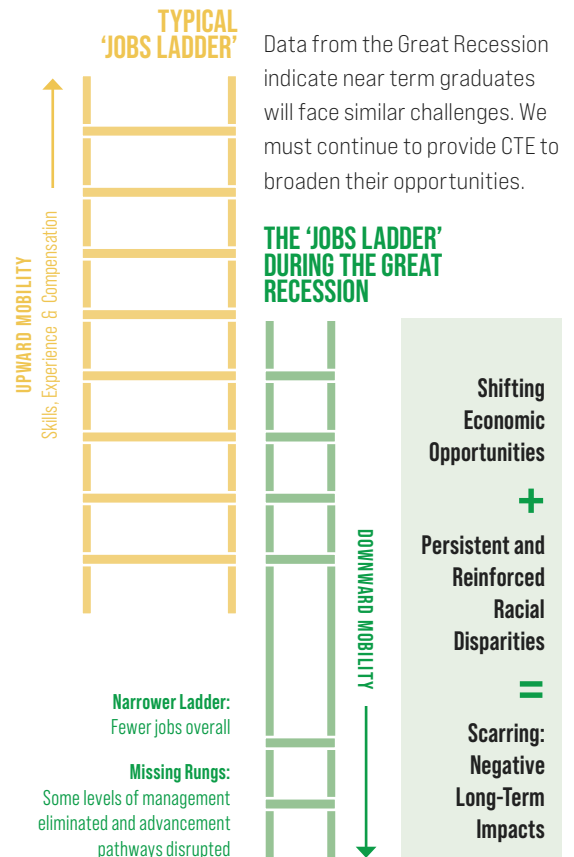 TYPICAL
'JOBS LADDER'
Data from the Great Recession
indicate near term graduates
will face similar challenges. We
must continue to provide CTE to
broaden their opportunities.
UPWARD MOBILITY
Skills, Experience & Compensation
THE 'JOBS LADDER'
DURING THE GREAT
RECESSION
DOWNWARD MOBILITY
Narrower Ladder:
Fewer jobs overall
Missing Rungs:
Some levels of management
eliminated and advancement
pathways disrupted
Shifting
Economic
Opportunities
+
Persistent and
Reinforced
Racial
Disparities
=
Scarring:
Negative
Long-Term
Impacts